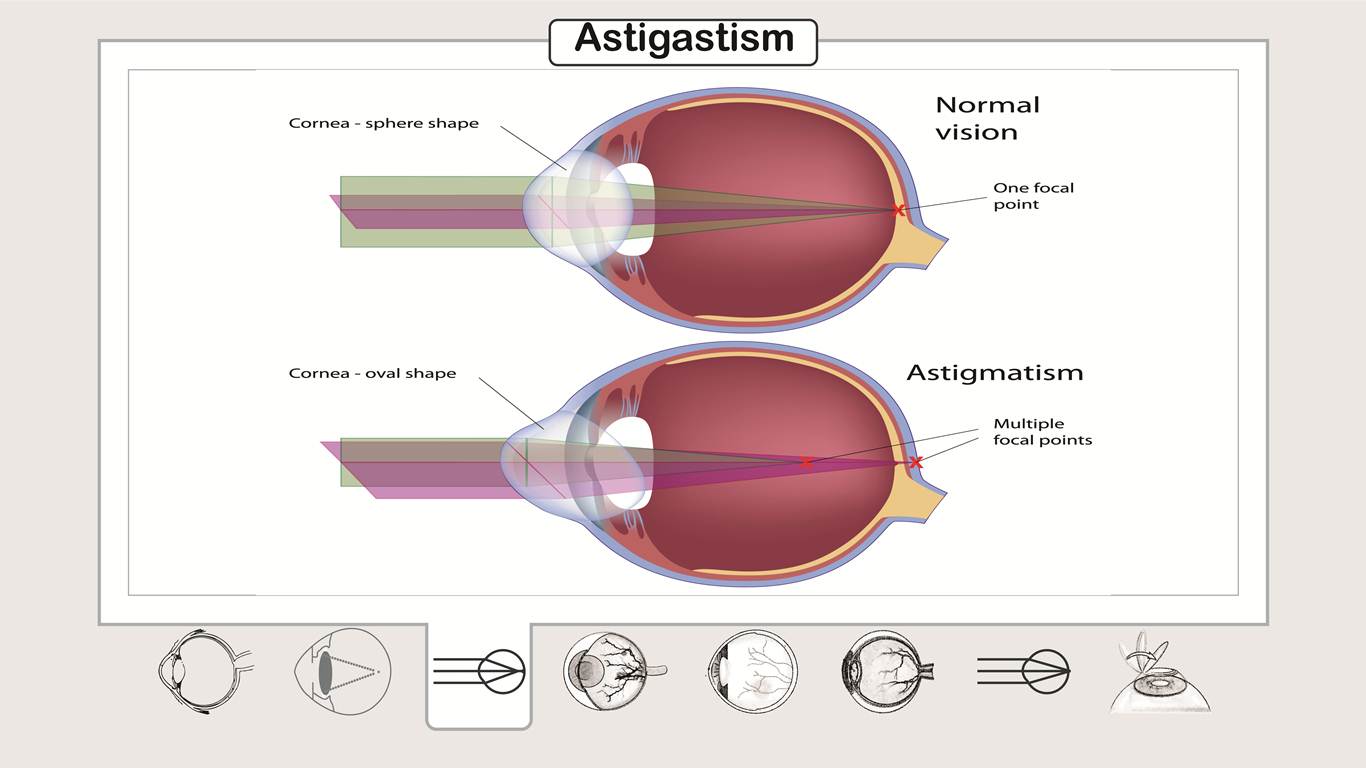 Astigastism
Cornea - sphere shape
Normal
vision
One focal
point
Cornea - oval shape
Astigmatism
Multiple
focal points